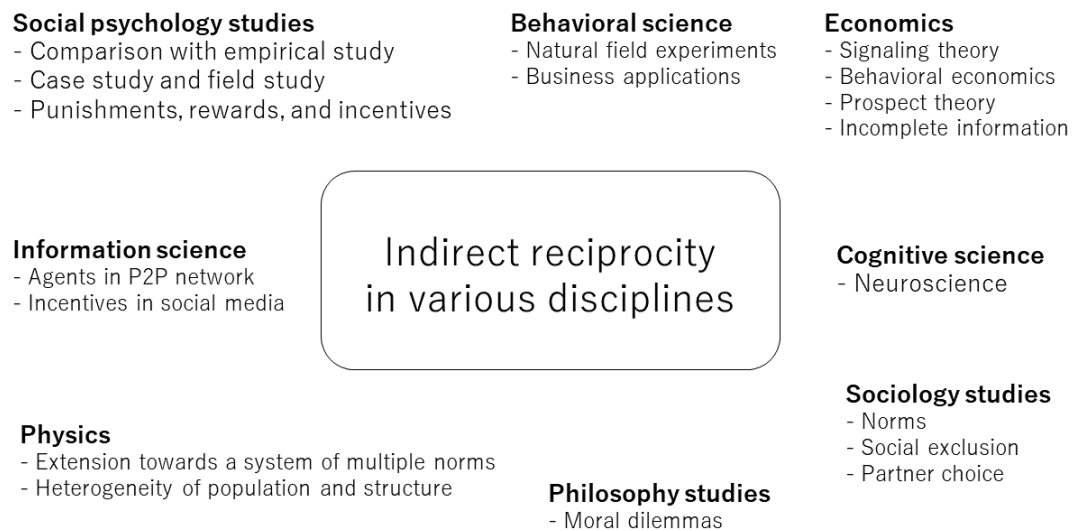 Social psychology studies
- Comparison with empirical study
- Case study and field study
- Punishments, rewards, and incentives
Behavioral science
- Natural field experiments
- Business applications
Economics
- Signaling theory
- Behavioral economics
- Prospect theory
- Incomplete information
Information science
- Agents in P2P network
- Incentives in social media
Indirect reciprocity
in various disciplines
Cognitive science
- Neuroscience
Sociology studies
- Norms
- Social exclusion
- Partner choice
Physics
- Extension towards a system of multiple norms
- Heterogeneity of population and structure
Philosophy studies
- Moral dilemmas